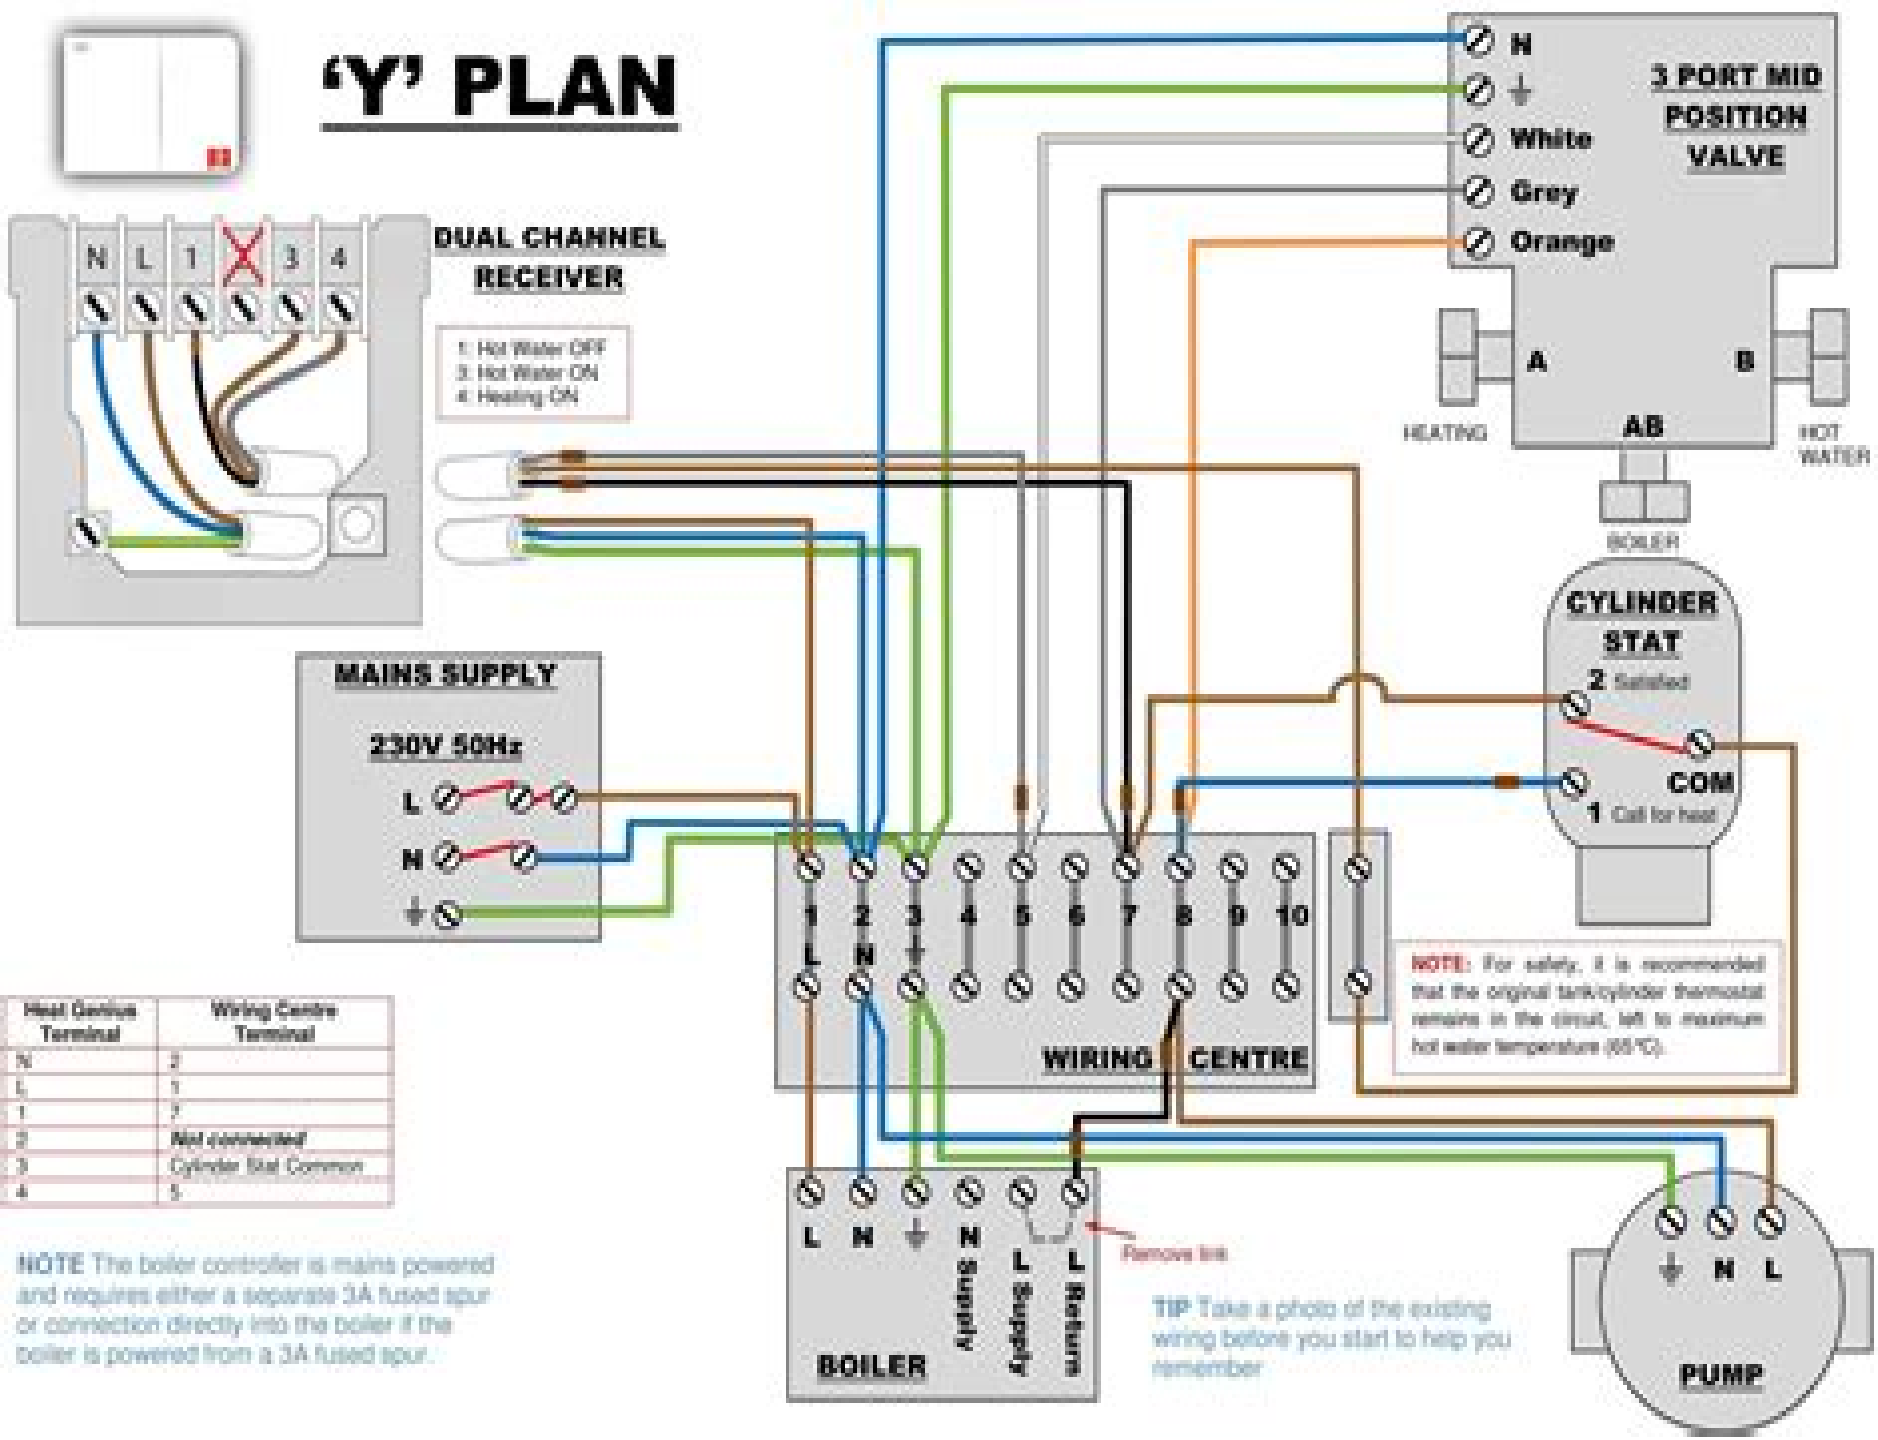 ‘Y’ PLAN
N L 1 3 4
DUAL CHANNEL
RECEIVER
1: Hot Water OFF
3: Hot Water ON
4: Heating ON
N
3 PORT MID
POSITION
VALVE
White
Grey
Orange
A
B
AB
HEATING
HOT
WATER
BOILER
CYLINDER
STAT
2 Satisfied
COM
1 Call for heat
MAINS SUPPLY
230V 50Hz
L
N
1 2 3 4 5 6 7 8 9 10
L N
WIRING CENTRE
NOTE: For safety, it is recommended
that the original tank/cylinder thermostat
remains in the circuit, left to maximum
hot water temperature (65°C).
Heat Genius Terminal Wiring Centre Terminal
N 2
L 1
1 7
2 Not connected
3 Cylinder Stat Common
4 5
NOTE The boiler controller is mains powered
and requires either a separate 3A fused spur
or connection directly into the boiler if the
boiler is powered from a 3A fused spur.
L N N Supply L Supply L Return
BOILER
Remove link
TIP Take a photo of the existing
wiring before you start to help you
remember
N L
PUMP